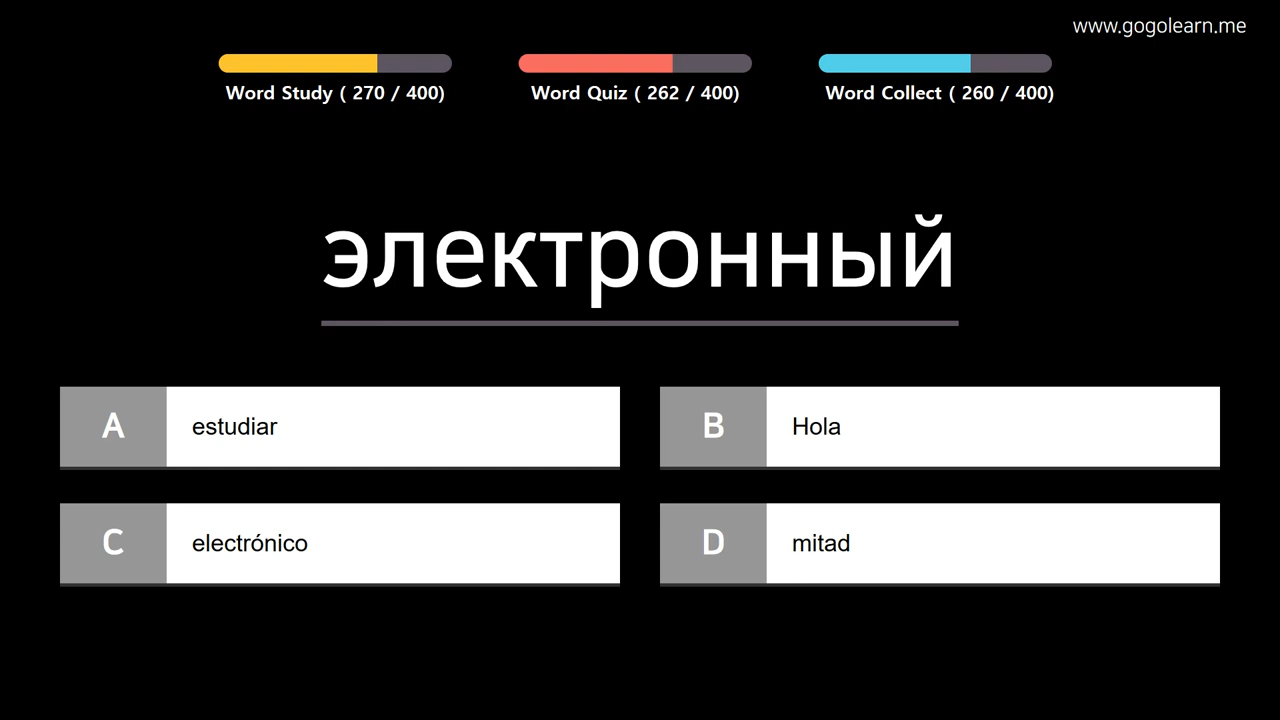 www.gogolearn.me
Word Study ( 270 / 400)
Word Quiz ( 262 / 400)
Word Collect ( 260 / 400)
электронный
A estudiar
B Hola
C electrónico
D mitad